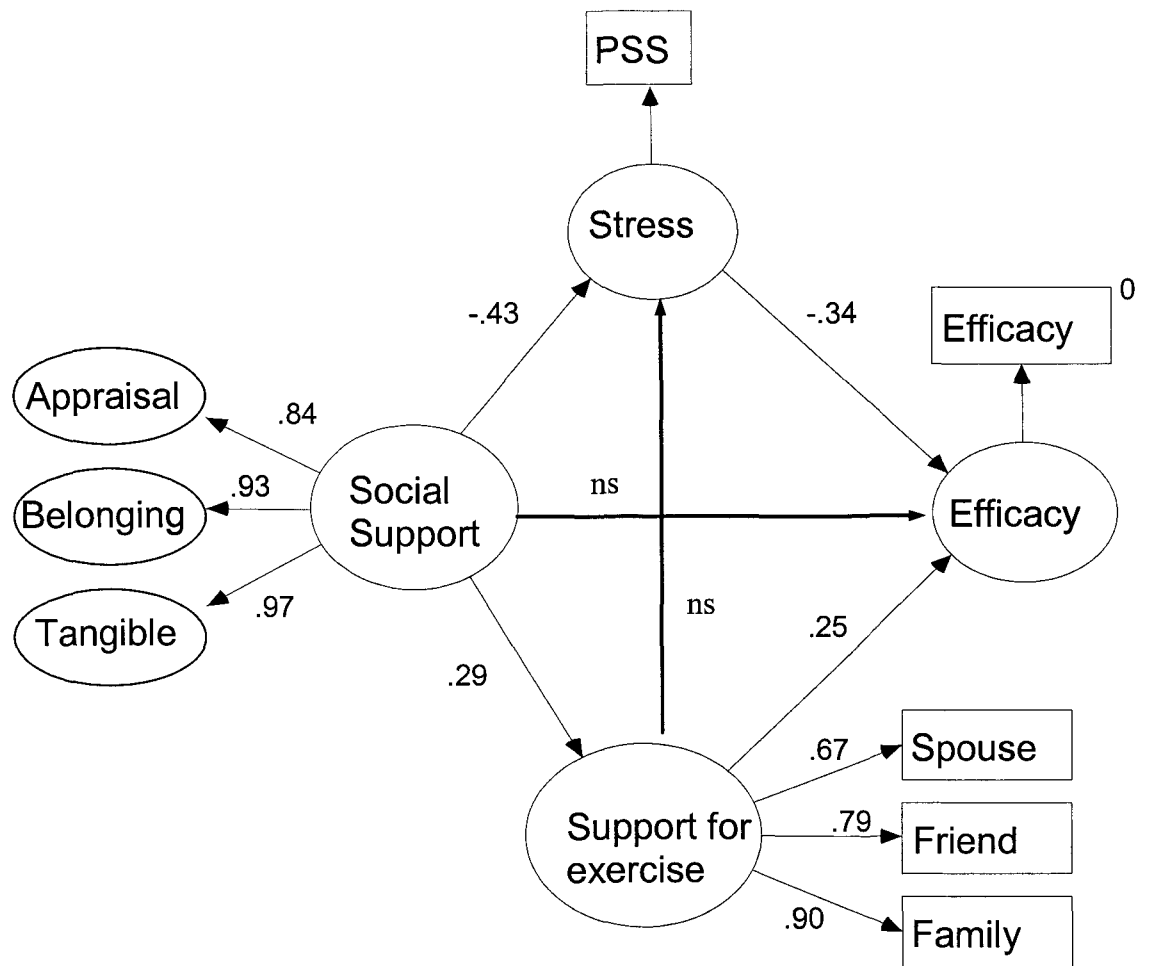 PSS
Stress
0
Efficacy
-.43
-.34
Appraisal
.84
Belonging
.93
Tangible
.97
Social
Support
ns
ns
Efficacy
.29
.25
Support for
exercise
.67
Spouse
.79
Friend
.90
Family